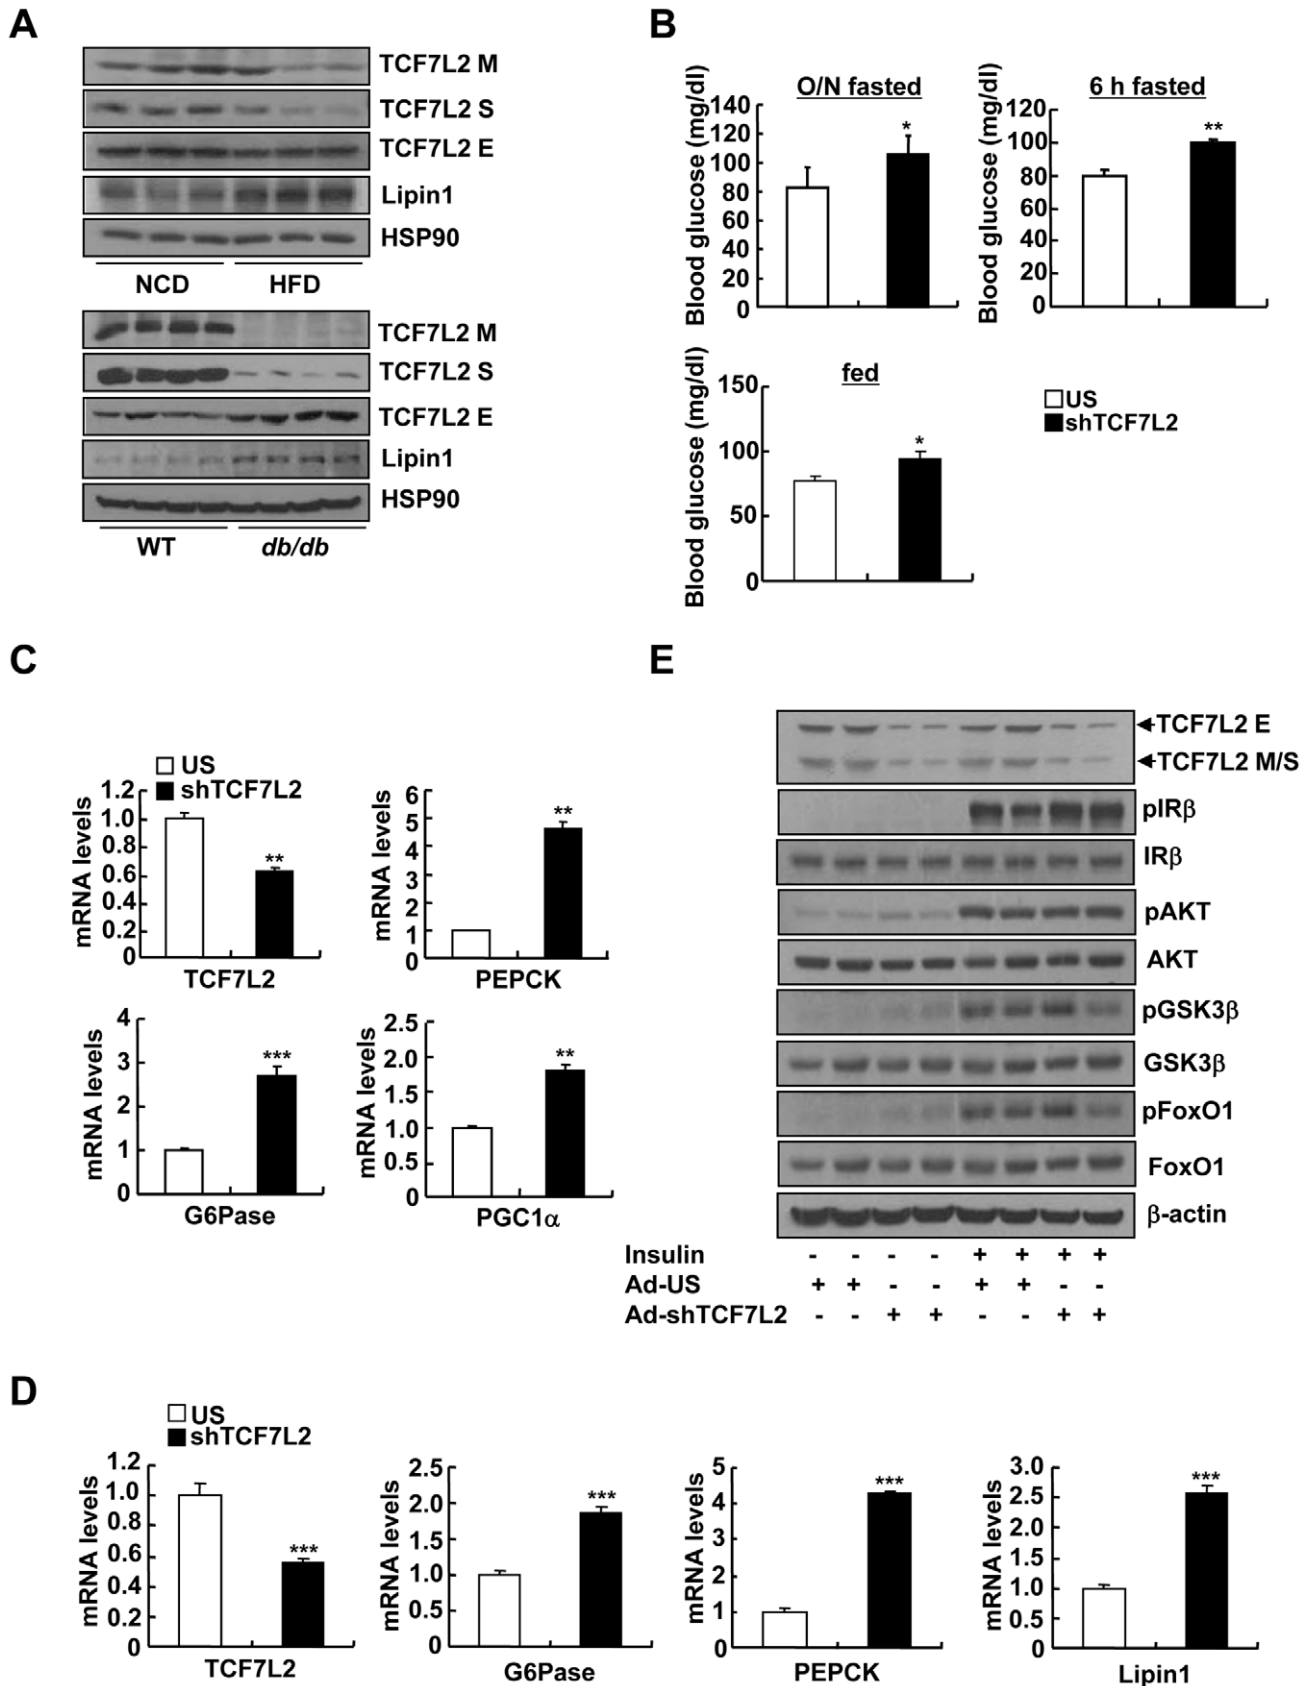 A
TCF7L2 M
TCF7L2 S
TCF7L2 E
Lipin1
HSP90
NCD HFD
TCF7L2 M
TCF7L2 S
TCF7L2 E
Lipin1
HSP90
WT db/db
B
O/N fasted
Blood glucose (mg/dl)
140
120
100
80
60
40
20
0
*
6 h fasted
Blood glucose (mg/dl)
120
100
80
60
40
20
0
**
fed
Blood glucose (mg/dl)
150
100
50
0
*
US
shTCF7L2
C
US
shTCF7L2
mRNA levels
1.2
1.0
0.8
0.6
0.4
0.2
0
**
TCF7L2
mRNA levels
6
5
4
3
2
1
0
**
PEPCK
mRNA levels
4
3
2
1
0
***
G6Pase
mRNA levels
2.5
2.0
1.5
1.0
0.5
0
**
PGC1α
E
TCF7L2 E
TCF7L2 M/S
pIRβ
IRβ
pAKT
AKT
pGSK3β
GSK3β
pFoxO1
FoxO1
β-actin
Insulin - - - - + + + +
Ad-US + + - - + + - -
Ad-shTCF7L2 - - + + - - + +
D
US
shTCF7L2
mRNA levels
1.2
1.0
0.8
0.6
0.4
0.2
0
***
TCF7L2
mRNA levels
2.5
2.0
1.5
1.0
0.5
0
***
G6Pase
mRNA levels
5
4
3
2
1
0
***
PEPCK
mRNA levels
3.0
2.5
2.0
1.5
1.0
0.5
0
***
Lipin1